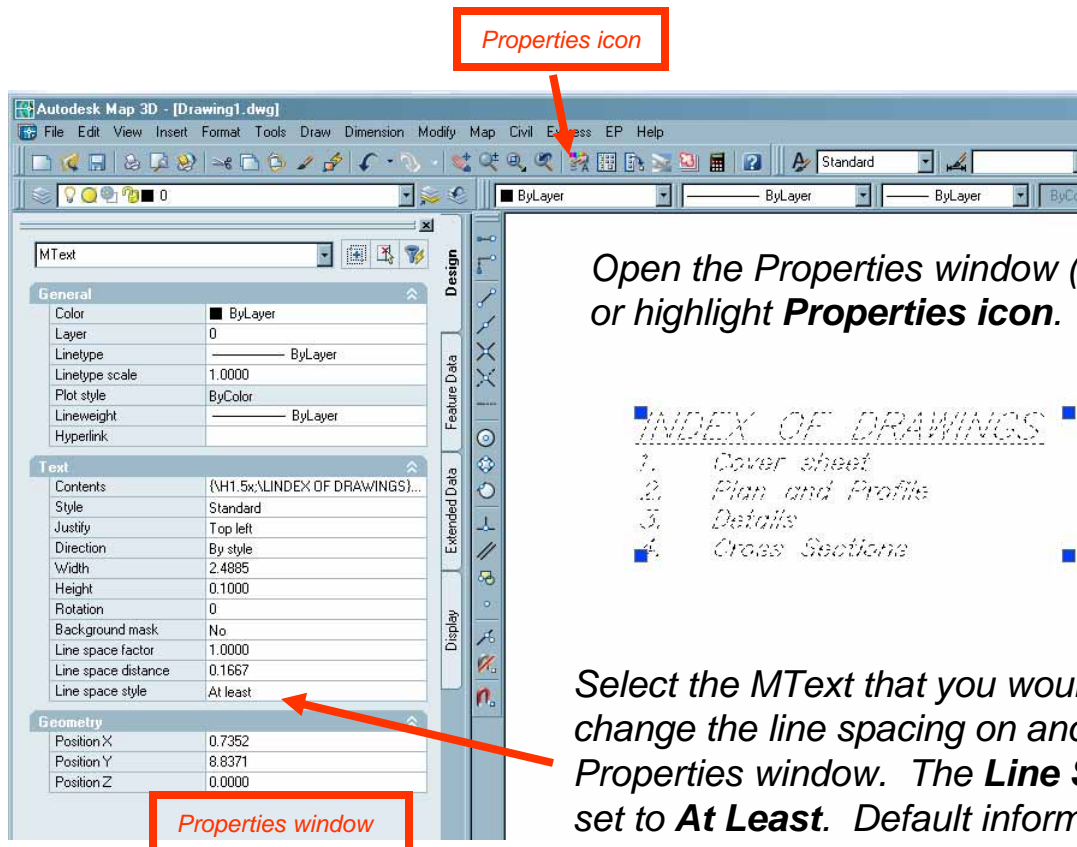 Properties icon
Autodesk Map 3D - [Drawing1.dwg]
File Edit View Insert Format Tools Draw Dimension Modify Map Civil Express EP Help
Standard
0
ByLayer
ByLayer
ByLayer
MText
General
Color ByLayer
Layer 0
Linetype ByLayer
Linetype scale 1.0000
Plot style ByColor
Lineweight ByLayer
Hyperlink
Text
Contents {\H1.5x;\LINDEX OF DRAWINGS}...
Style Standard
Justify Top left
Direction By style
Width 2.4885
Height 0.1000
Rotation 0
Background mask No
Line space factor 1.0000
Line space distance 0.1667
Line space style At least
Geometry
Position X 0.7352
Position Y 8.8371
Position Z 0.0000
Properties window
Design
Feature Data
Extended Data
Display
Open the Properties window (
or highlight Properties icon.
INDEX OF DRAWINGS
1. Cover sheet
2. Plan and Profile
3. Details
4. Cross Sections
Select the MText that you
change the line spacing on
Properties window. The Line
set to At Least. Default